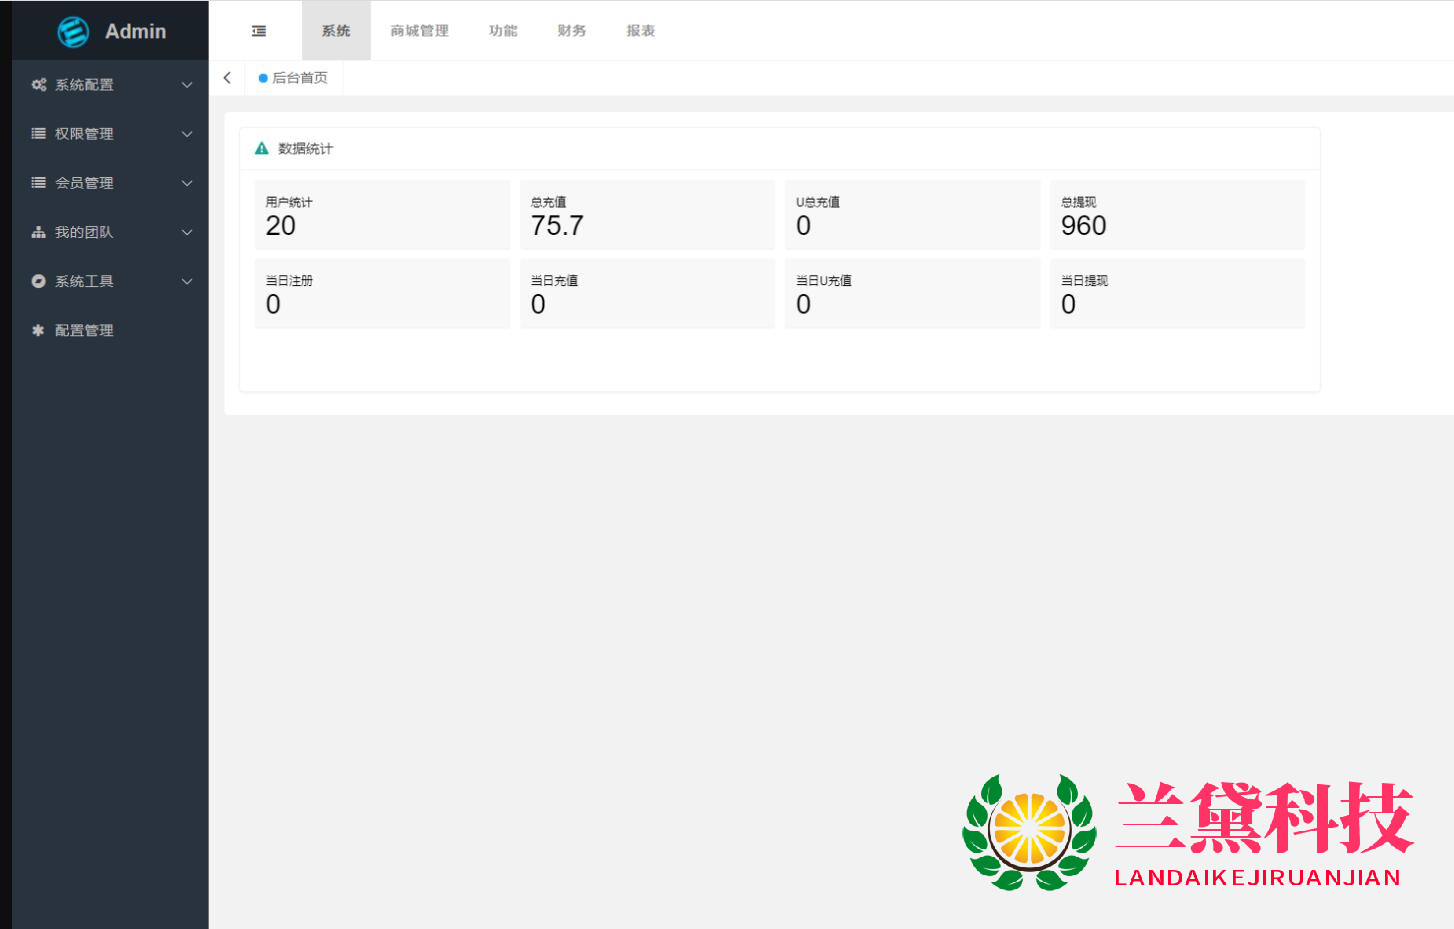 Admin
系统
商城管理
功能
财务
报表
后台首页
系统配置
权限管理
会员管理
我的团队
系统工具
配置管理
数据统计
用户统计
20
总充值
75.7
U总充值
0
总提现
960
当日注册
0
当日充值
0
当日U充值
0
当日提现
0
兰黛科技
LANDAIKEJIRUANJIAN